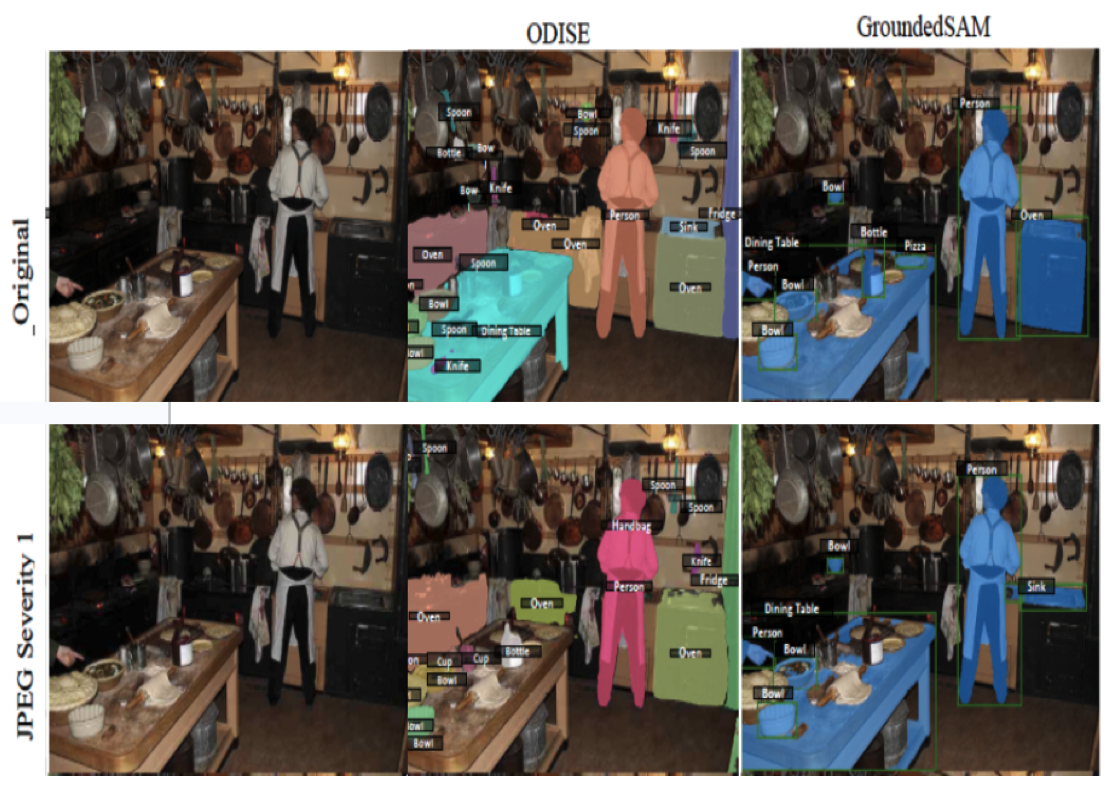 ODISE
GroundedSAM
_Original
Spoon
Bowl
Spoon
Knife
Spoon
Bottle
Bow
Bow
Knife
Oven
Oven
Oven
Spoon
Person
Sink
Fridge
Oven
Bowl
Spoon
Dining Table
owl
Knife
Person
Bowl
Oven
Bottle
Dining Table
Pizza
Person
Bowl
Bowl
JPEG Severity 1
Spoon
Spoon
Spoon
Handbag
Knife
Fridge
Person
Oven
Oven
Oven
on
Cup
Cup
Bottle
Bowl
owl
Bowl
Person
Bowl
Sink
Dining Table
Person
Bowl
Bowl